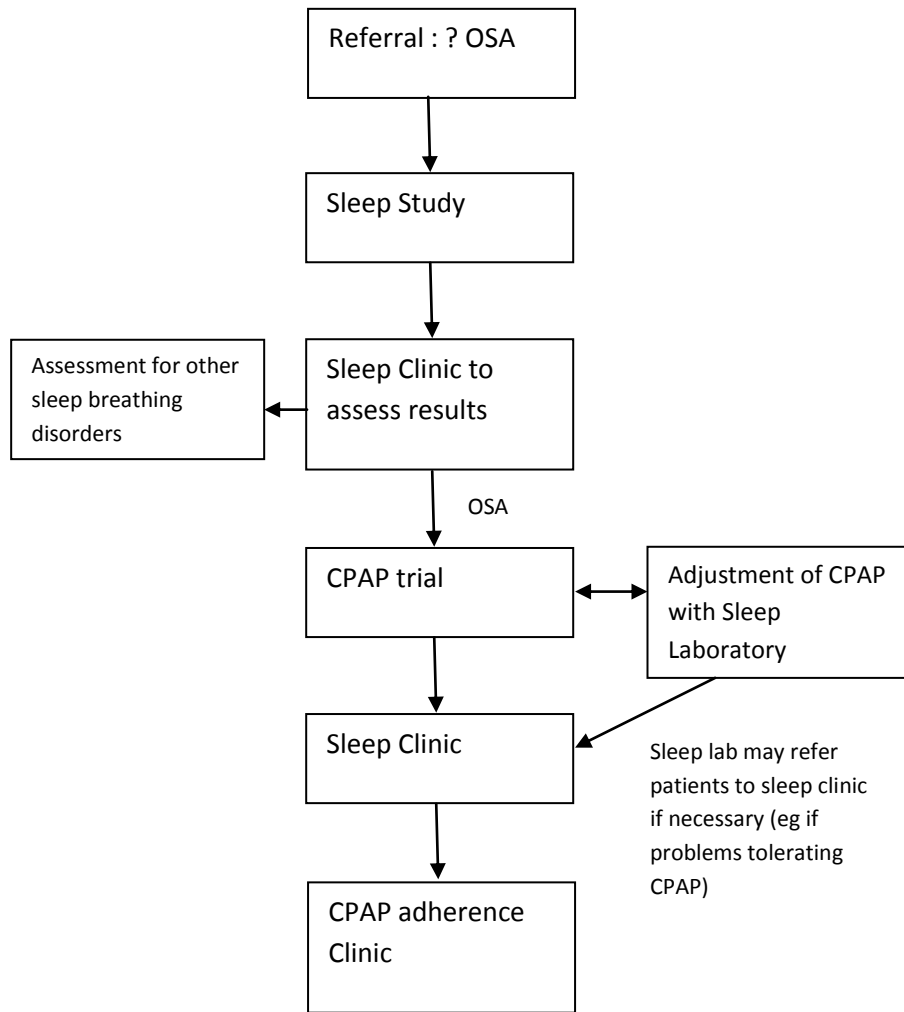 Referral : ? OSA
Sleep Study
Assessment for other
sleep breathing
disorders
Sleep Clinic to
assess results
OSA
CPAP trial
Adjustment of CPAP
with Sleep
Laboratory
Sleep Clinic
Sleep lab may refer
patients to sleep clinic
if necessary (eg if
problems tolerating
CPAP)
CPAP adherence
Clinic